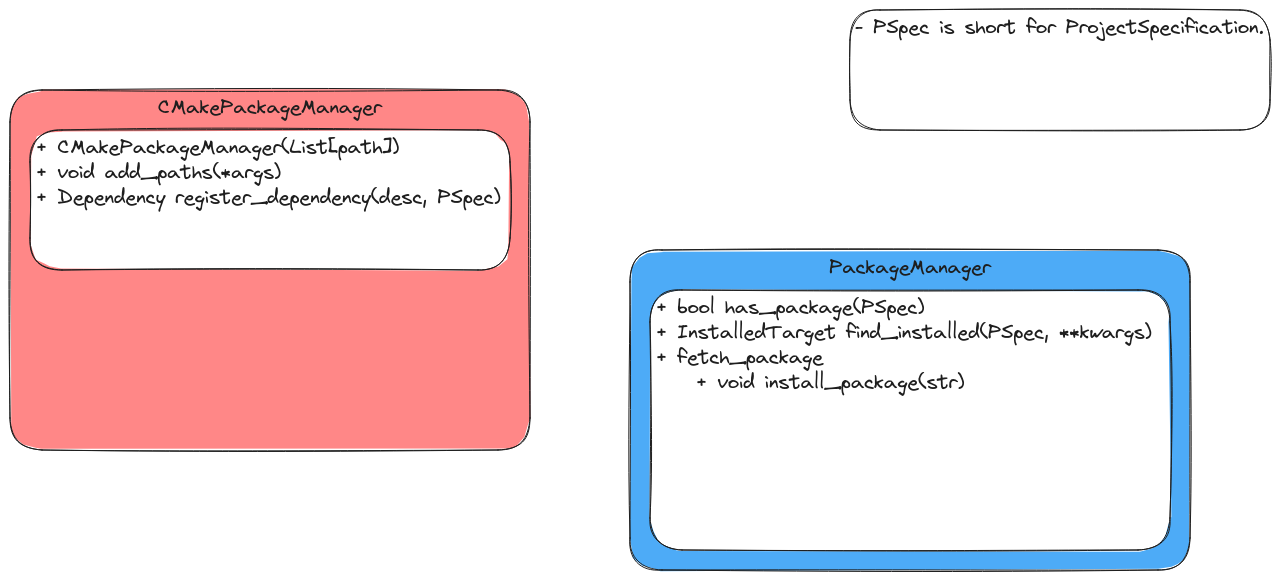 - PSpec is short for ProjectSpecification.
CMakePackageManager
+ CMakePackageManager(List[path])
+ void add_paths(*args)
+ Dependency register_dependency(desc, PSpec)
PackageManager
+ bool has_package(PSpec)
+ InstalledTarget find_installed(PSpec, **kwargs)
+ fetch_package
+ void install_package(str)